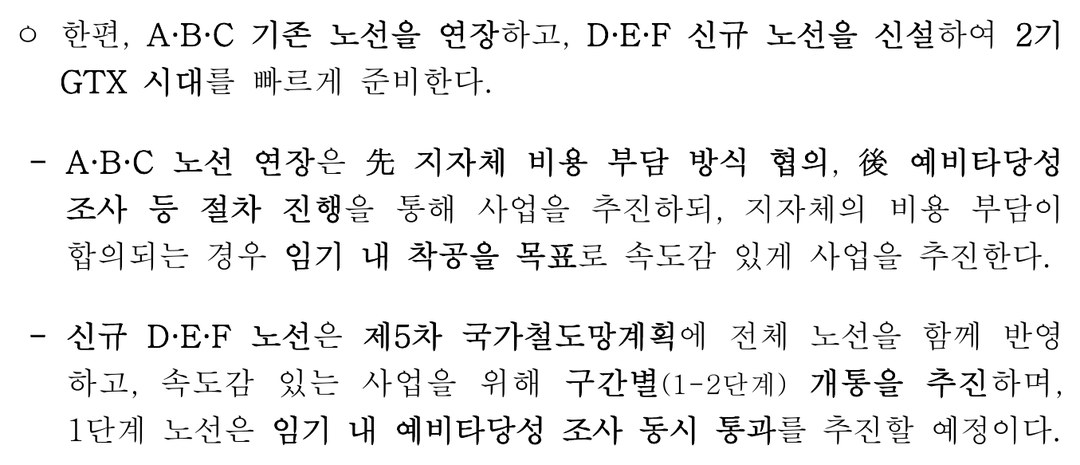 ○ 한편, A·B·C 기존 노선을 연장하고, D·E·F 신규 노선을 신설하여 2기
GTX 시대를 빠르게 준비한다.
- A·B·C 노선 연장은 先 지자체 비용 부담 방식 협의, 後 예비타당성
조사 등 절차 진행을 통해 사업을 추진하되, 지자체의 비용 부담이
합의되는 경우 임기 내 착공을 목표로 속도감 있게 사업을 추진한다.
- 신규 D·E·F 노선은 제5차 국가철도망계획에 전체 노선을 함께 반영
하고, 속도감 있는 사업을 위해 구간별(1-2단계) 개통을 추진하며,
1단계 노선은 임기 내 예비타당성 조사 동시 통과를 추진할 예정이다.